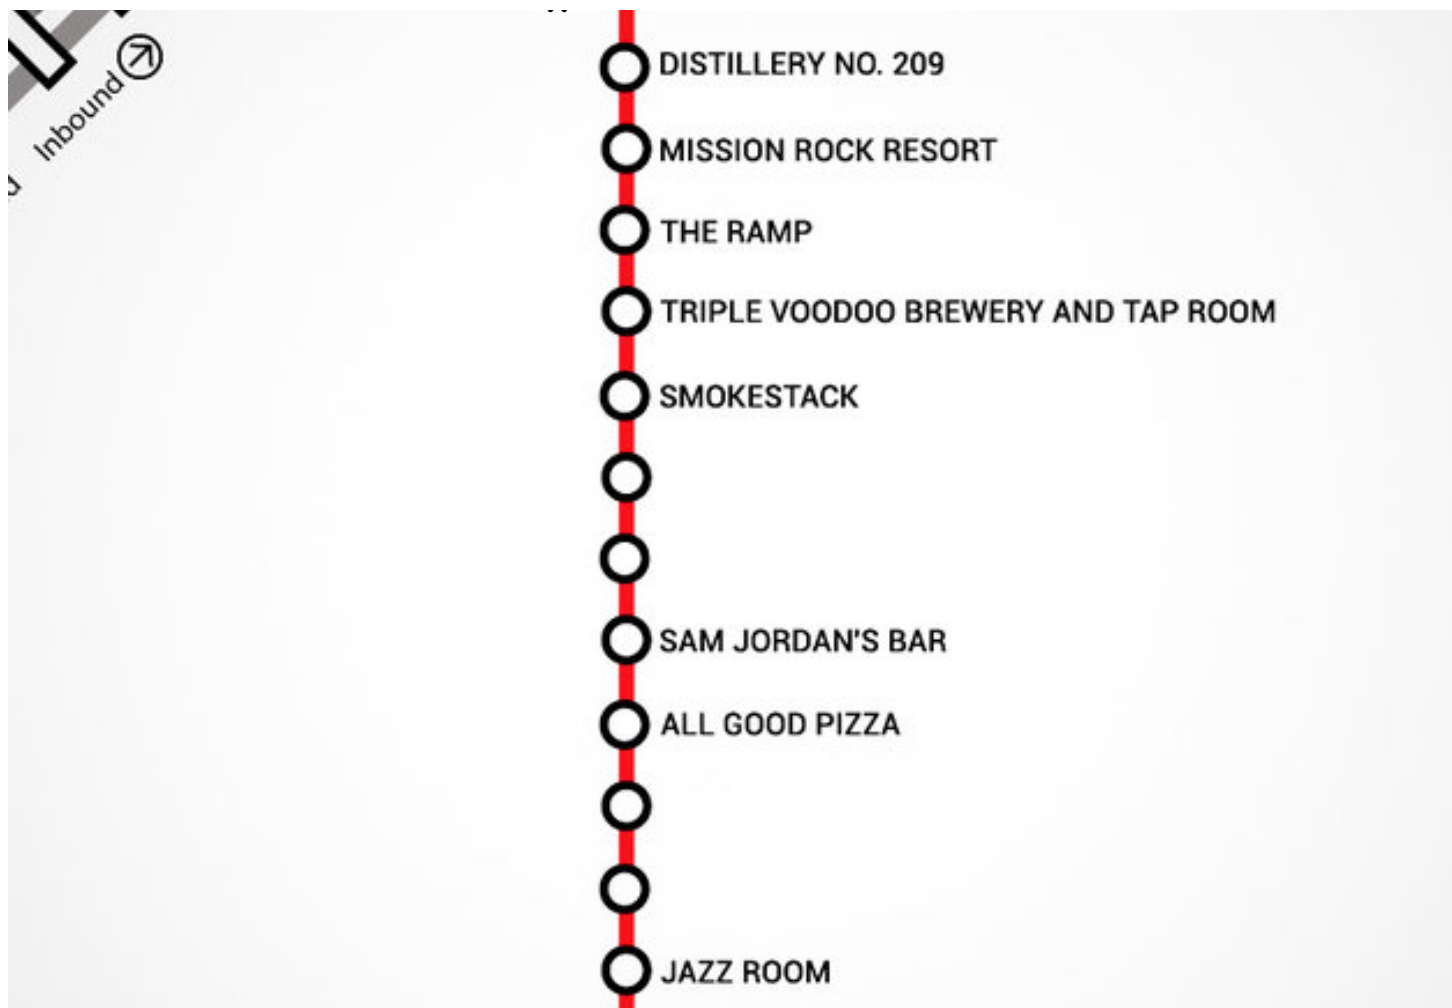 Inbound
DISTILLERY NO. 209
MISSION ROCK RESORT
THE RAMP
TRIPLE VOODOO BREWERY AND TAP ROOM
SMOKESTACK
SAM JORDAN'S BAR
ALL GOOD PIZZA
JAZZ ROOM